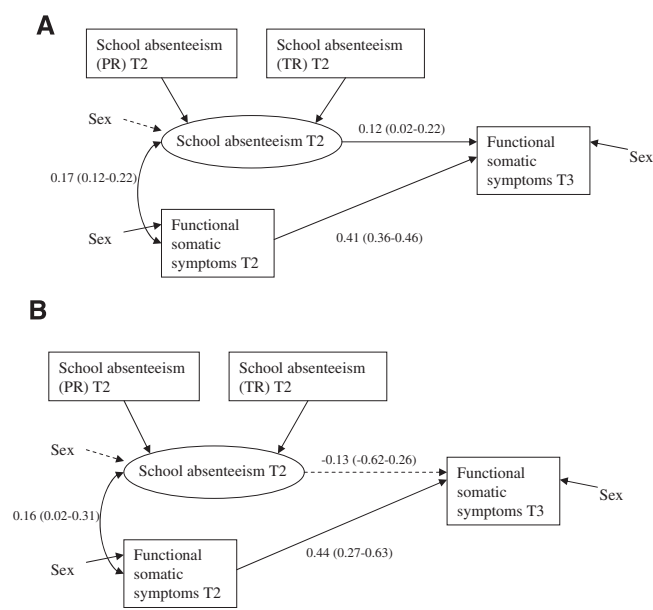 A
School absenteeism
(PR) T2
School absenteeism
(TR) T2
Sex
School absenteeism T2
0.12 (0.02-0.22)
Functional
somatic
symptoms T3
Sex
0.17 (0.12-0.22)
Sex
Functional
somatic
symptoms T2
0.41 (0.36-0.46)
B
School absenteeism
(PR) T2
School absenteeism
(TR) T2
Sex
School absenteeism T2
-0.13 (-0.62-0.26)
Functional
somatic
symptoms T3
Sex
0.16 (0.02-0.31)
Sex
Functional
somatic
symptoms T2
0.44 (0.27-0.63)